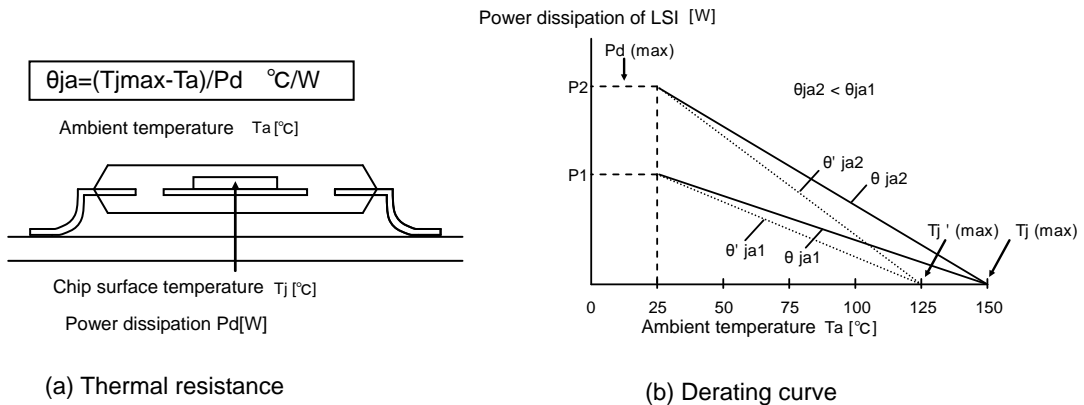 θja=(Tjmax-Ta)/Pd ℃/W
Ambient temperature Ta [℃]
Chip surface temperature Tj [℃]
Power dissipation Pd[W]
(a) Thermal resistance
Power dissipation of LSI [W]
Pd (max)
P2
θja2 < θja1
θ' ja2
θ ja2
P1
Tj ' (max)
Tj (max)
θ' ja1
θ ja1
0 25 50 75 100 125 150
Ambient temperature Ta [℃]
(b) Derating curve